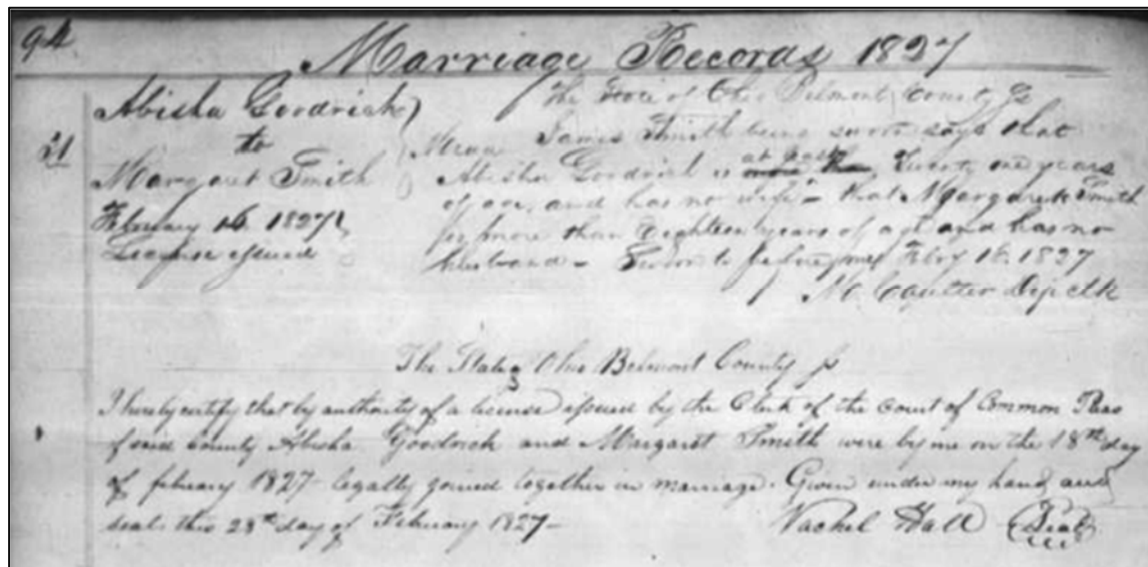 94
Marriage Records 1827
Abisha Goodrich
to
Margaret Smith
February 16 1827
License issued
21
The State of Ohio Belmont County Ss
James Smith being sworn says that
Abisha Goodrich is at least Twenty one years
of age, and has no wife - that Margaret Smith
is more than Eighteen years of age and has no
husband - Sworn to before me Feby 16. 1827
M. Coulter Dep clk
The State of Ohio Belmont County ss
I hereby certify that by authority of a license issued by the Clerk of the Court of Common Pleas
of said County Abisha Goodrich and Margaret Smith were by me on the 18th day
of february 1827 legally joined together in marriage. Given under my hand and
seal this 28th day of February 1827 -
Vachel Hall Seal